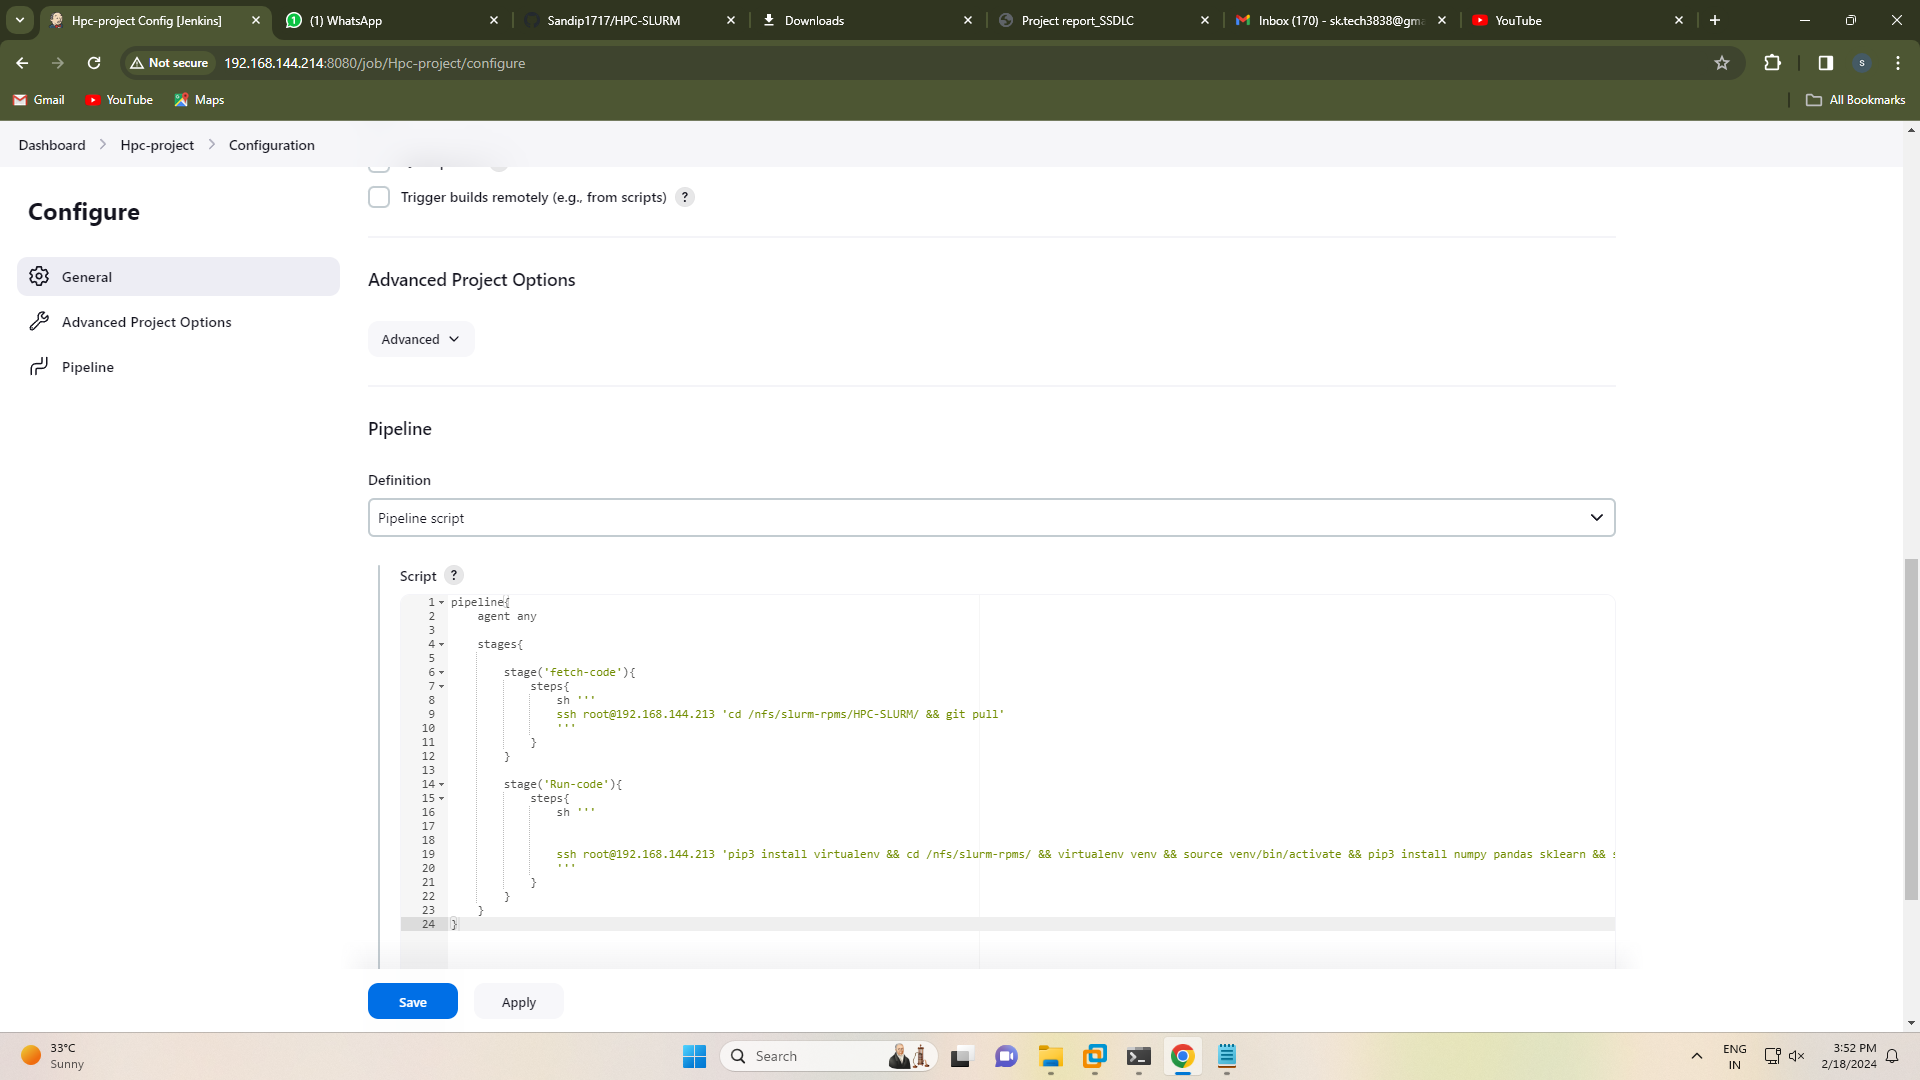 Hpc-project Config [Jenkins]
(1) WhatsApp
Sandip1717/HPC-SLURM
Downloads
Project report_SSDLC
Inbox (170) - sk.tech3838@gma
YouTube
Not secure
192.168.144.214:8080/job/Hpc-project/configure
S
Gmail
YouTube
Maps
All Bookmarks
Dashboard
Hpc-project
Configuration
Configure
General
Advanced Project Options
Pipeline
Trigger builds remotely (e.g., from scripts) ?
Advanced Project Options
Advanced
Pipeline
Definition
Pipeline script
Script ?
1 pipeline{
2 agent any
3
4 stages{
5
6 stage('fetch-code'){
7 steps{
8 sh '''
9 ssh root@192.168.144.213 'cd /nfs/slurm-rpms/HPC-SLURM/ && git pull'
10 '''
11 }
12 }
13
14 stage('Run-code'){
15 steps{
16 sh '''
17
18
19 ssh root@192.168.144.213 'pip3 install virtualenv && cd /nfs/slurm-rpms/ && virtualenv venv && source venv/bin/activate && pip3 install numpy pandas sklearn && s
20 '''
21 }
22 }
23 }
24 }
Save
Apply
33°C
Sunny
Search
ENG
IN
3:52 PM
2/18/2024